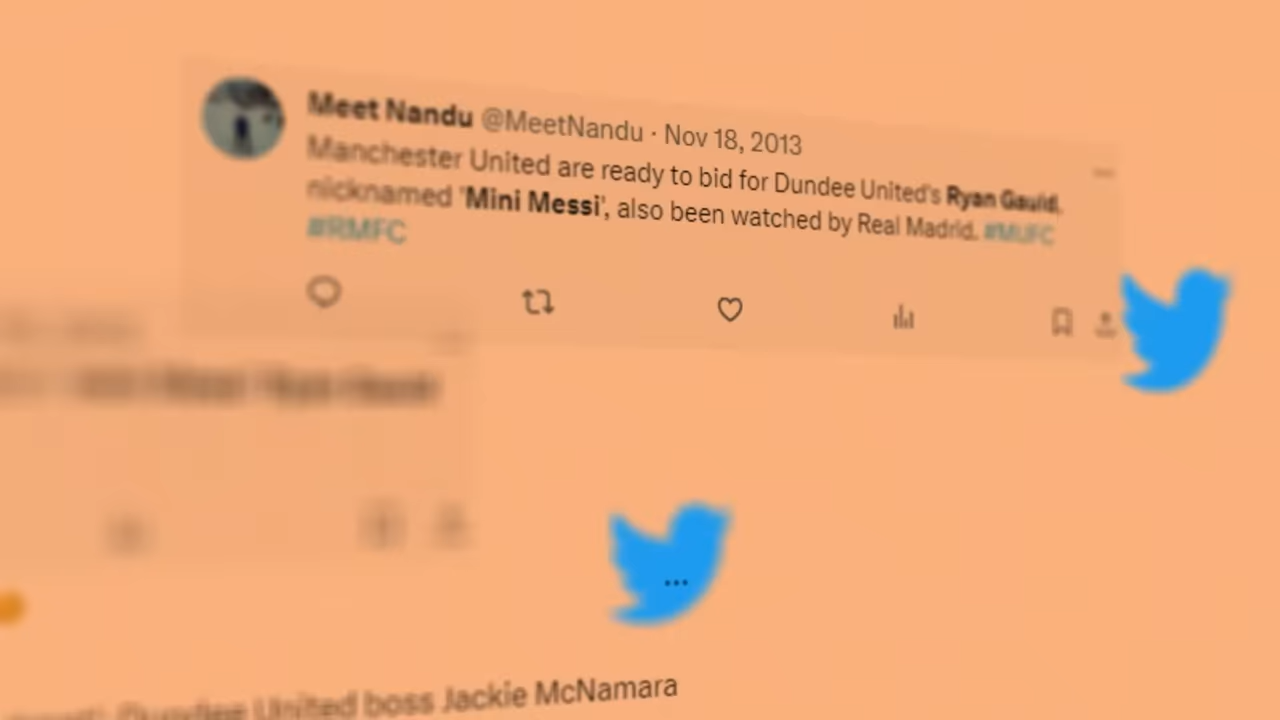 Meet Nandu @MeetNandu · Nov 18, 2013
Manchester United are ready to bid for Dundee United's Ryan Gauld,
nicknamed 'Mini Messi', also been watched by Real Madrid. #MUFC
#RMFC
Dundee United boss Jackie McNamara